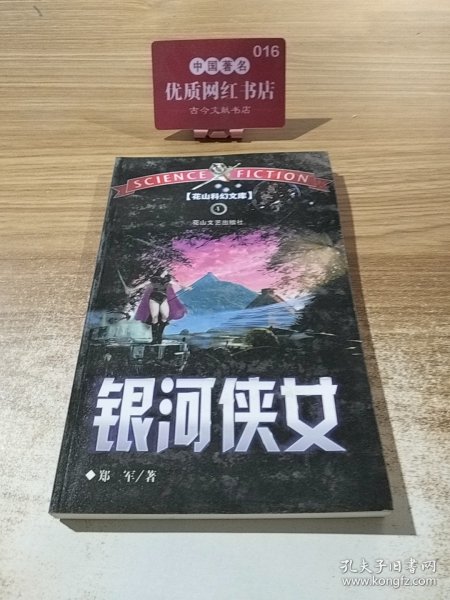 016
中国著名
优质网红书店
古今文献书店
SCIENCE FICTION
【花山科幻文库】
花山文艺出版社
银河侠女
◆郑 军/著
孔夫子旧书网
www.kongfz.com